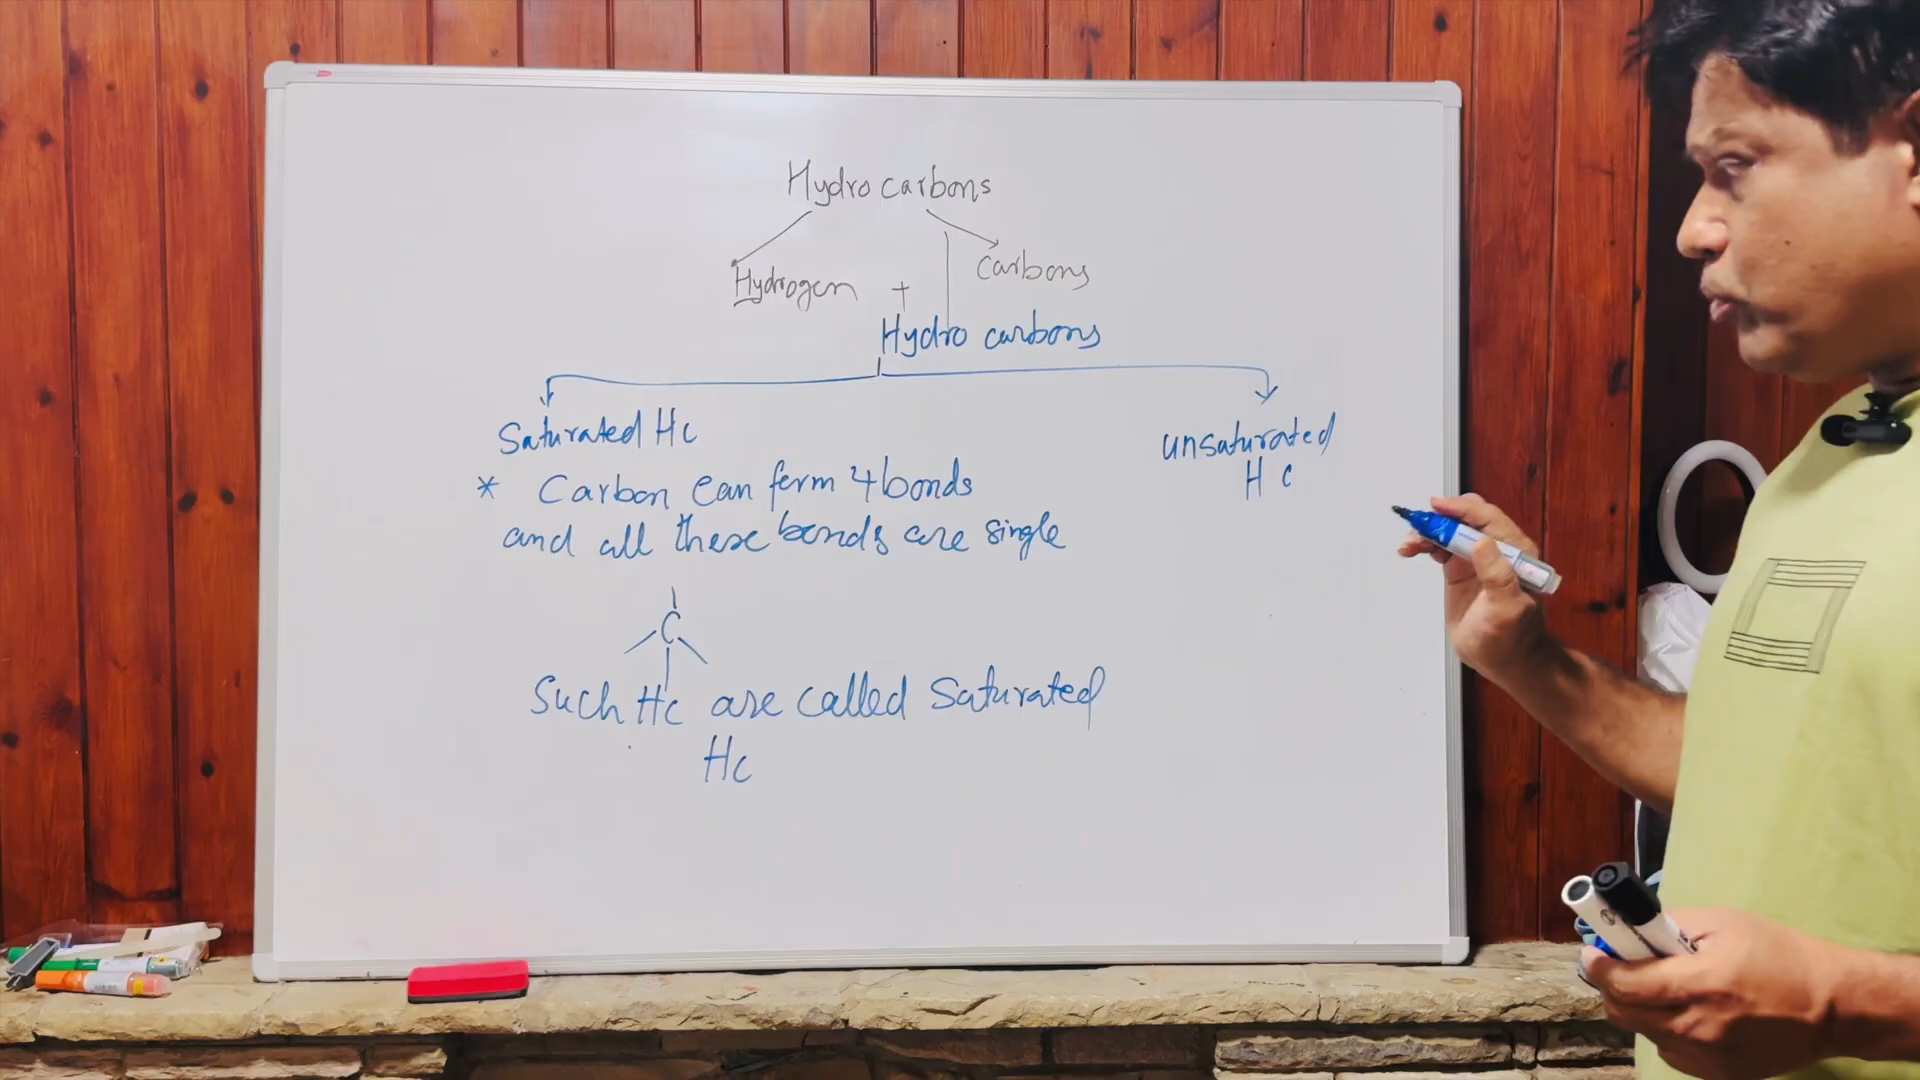 Hydro carbons
Hydrogen + Carbons
Hydro carbons
Saturated Hc
unsaturated
H C
* Carbon can form 4 bonds
and all these bonds are single
C
Such Hc are called Saturated
Hc